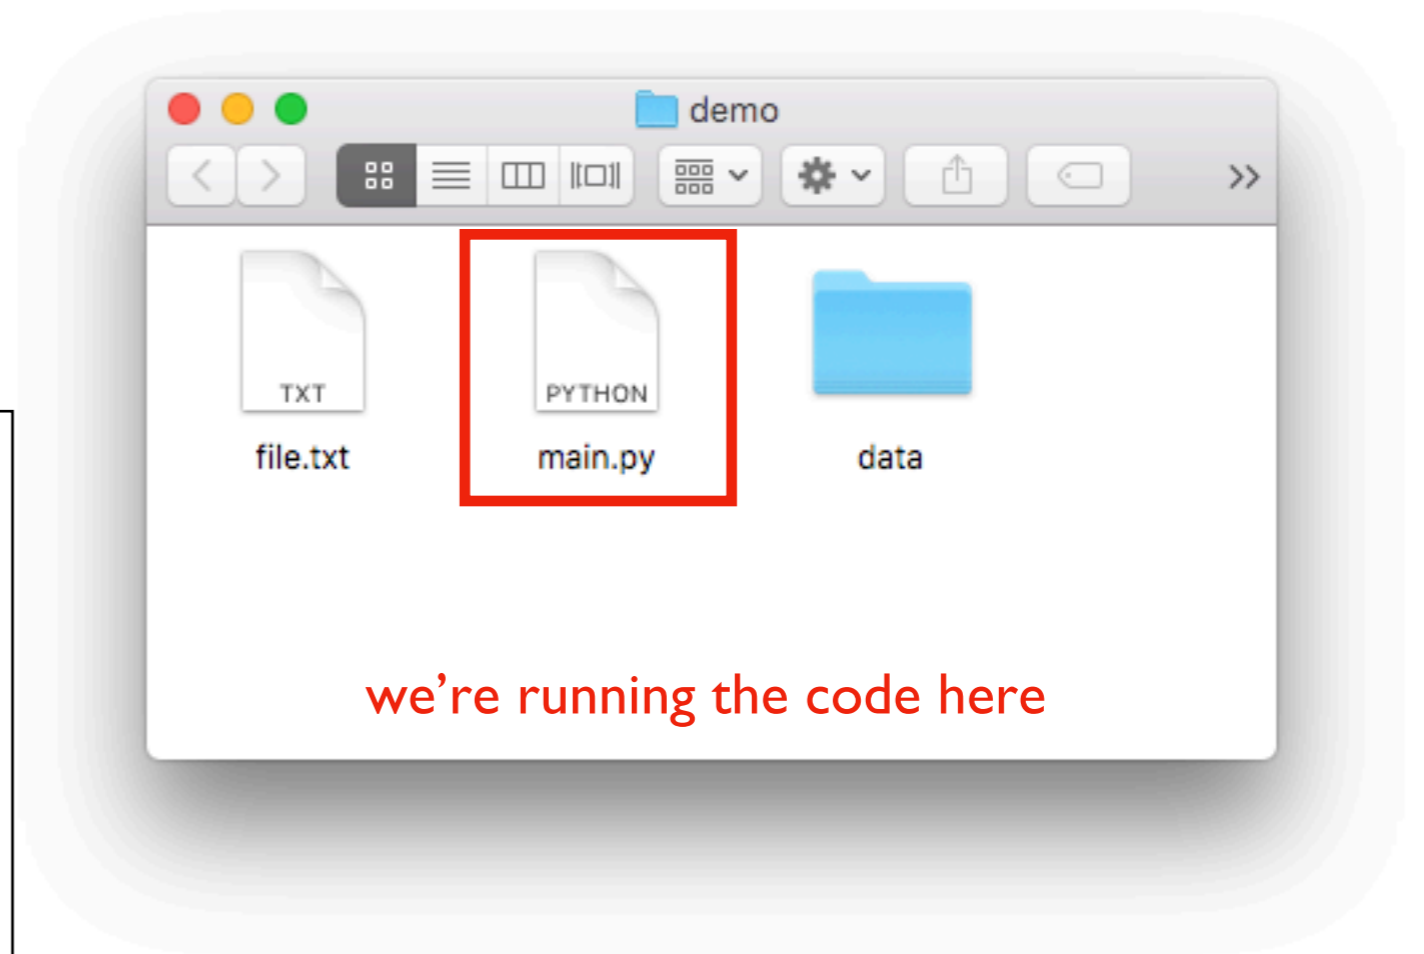 demo
TXT
PYTHON
file.txt
main.py
data
we’re running the code here